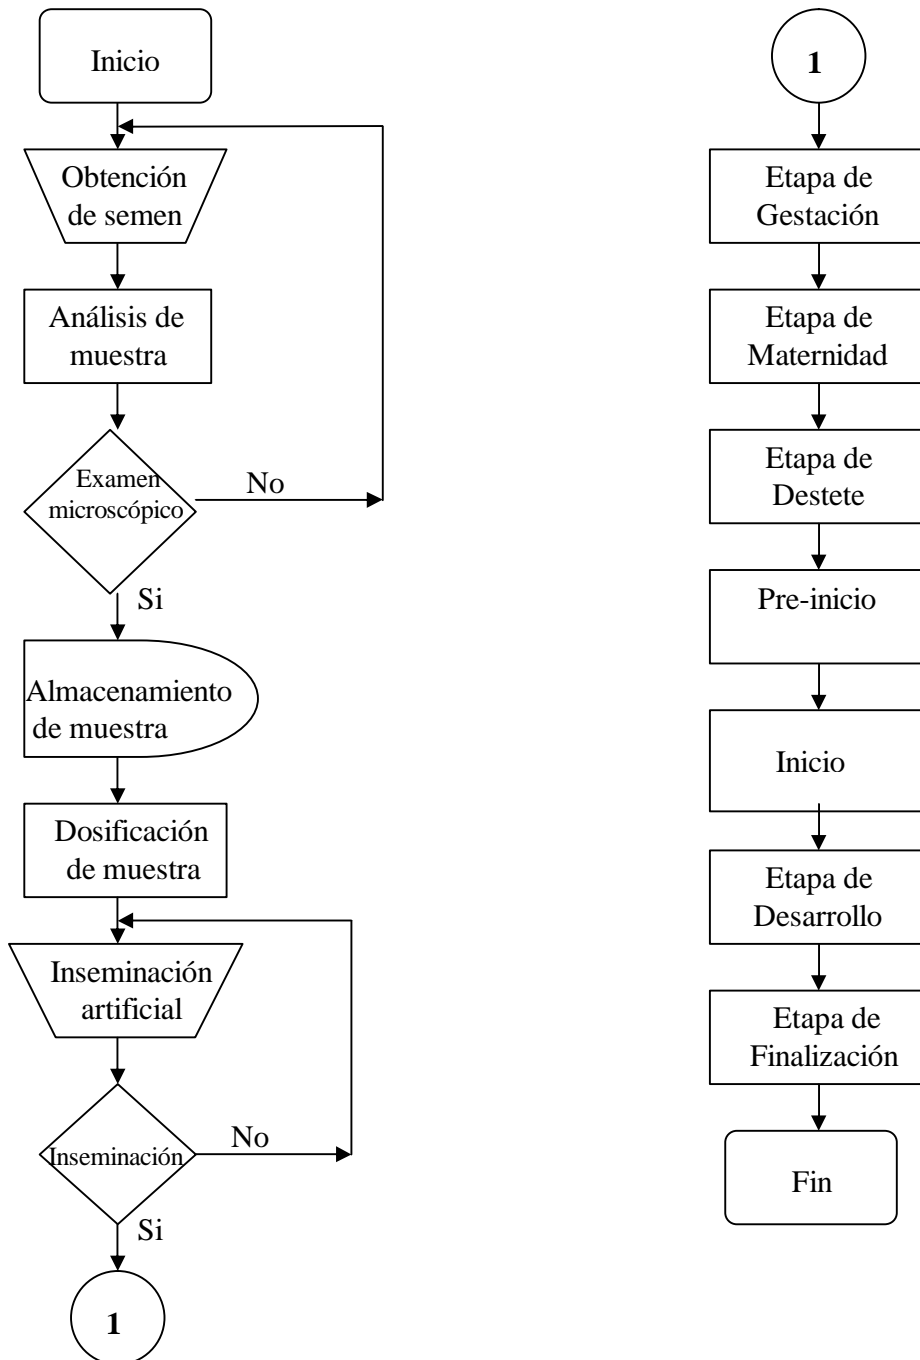 Inicio
Obtención
de semen
Análisis de
muestra
Examen
microscópico
No
Si
Almacenamiento
de muestra
Dosificación
de muestra
Inseminación
artificial
Inseminación
No
Si
1
1
Etapa de
Gestación
Etapa de
Maternidad
Etapa de
Destete
Pre-inicio
Inicio
Etapa de
Desarrollo
Etapa de
Finalización
Fin